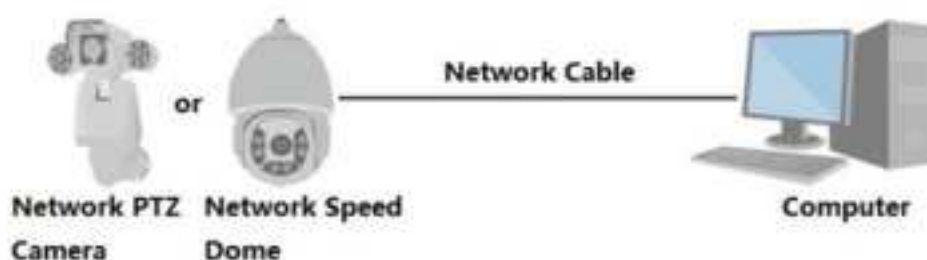 Network Cable
or
Network PTZ Camera
Network Speed Dome
Computer